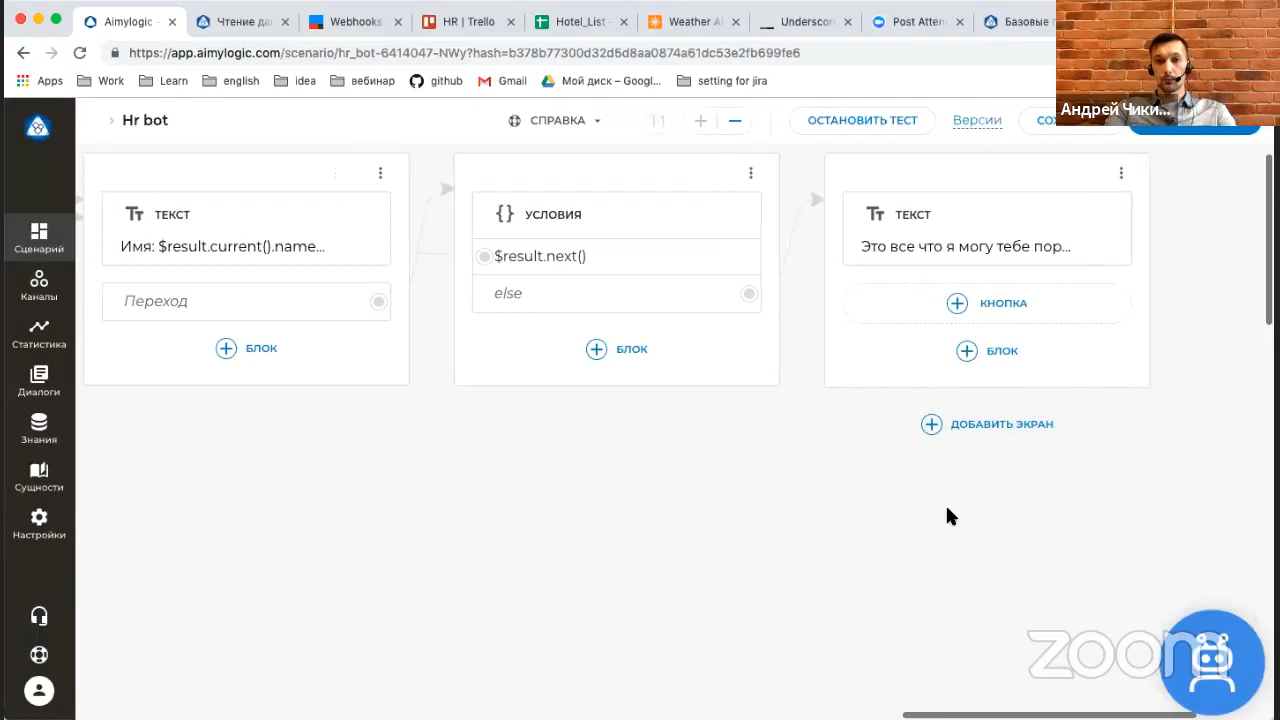 Aimylogic -
Чтение да
Webhooks
HR | Trello
Hotel_List -
Weather A
Undersco
Post Atten
Базовые
https://app.aimylogic.com/scenario/hr_bot-6414047-NWy?hash=b378b77300d32d5d8aa0874a61dc53e2fb699fe6
Apps
Work
Learn
english
idea
вебинар
github
Gmail
Мой диск – Goog...
setting for jira
Андрей Чики...
Hr bot
СПРАВКА
11
ОСТАНОВИТЬ ТЕСТ
Версии
СОХ
ТЕКСТ
Имя: $result.current().name...
Переход
БЛОК
{} УСЛОВИЯ
$result.next()
else
БЛОК
ТЕКСТ
Это все что я могу тебе пор...
КНОПКА
БЛОК
ДОБАВИТЬ ЭКРАН
Сценарий
Каналы
Статистика
Диалоги
Знания
Сущности
Настройки
zoom